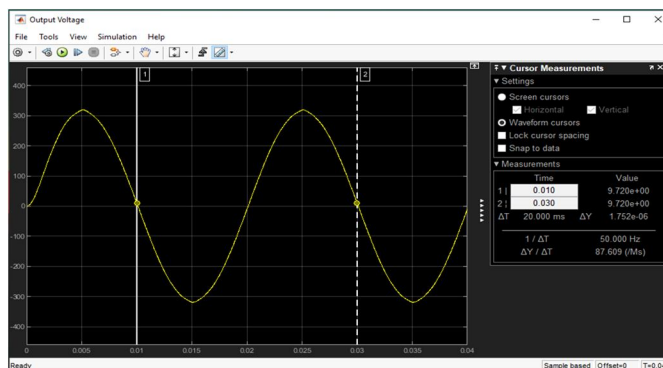 Output Voltage
File Tools View Simulation Help
1
2
400
300
200
100
0
-100
-200
-300
-400
0 0.005 0.01 0.015 0.02 0.025 0.03 0.035 0.04
Cursor Measurements
Settings
Screen cursors
Horizontal Vertical
Waveform cursors
Lock cursor spacing
Snap to data
Measurements
Time Value
1 | 0.010 9.720e+00
2 ¦ 0.030 9.720e+00
ΔT 20.000 ms ΔY 1.752e-06
1 / ΔT 50.000 Hz
ΔY / ΔT 87.609 (/Ms)
Ready
Sample based Offset=0 T=0.0